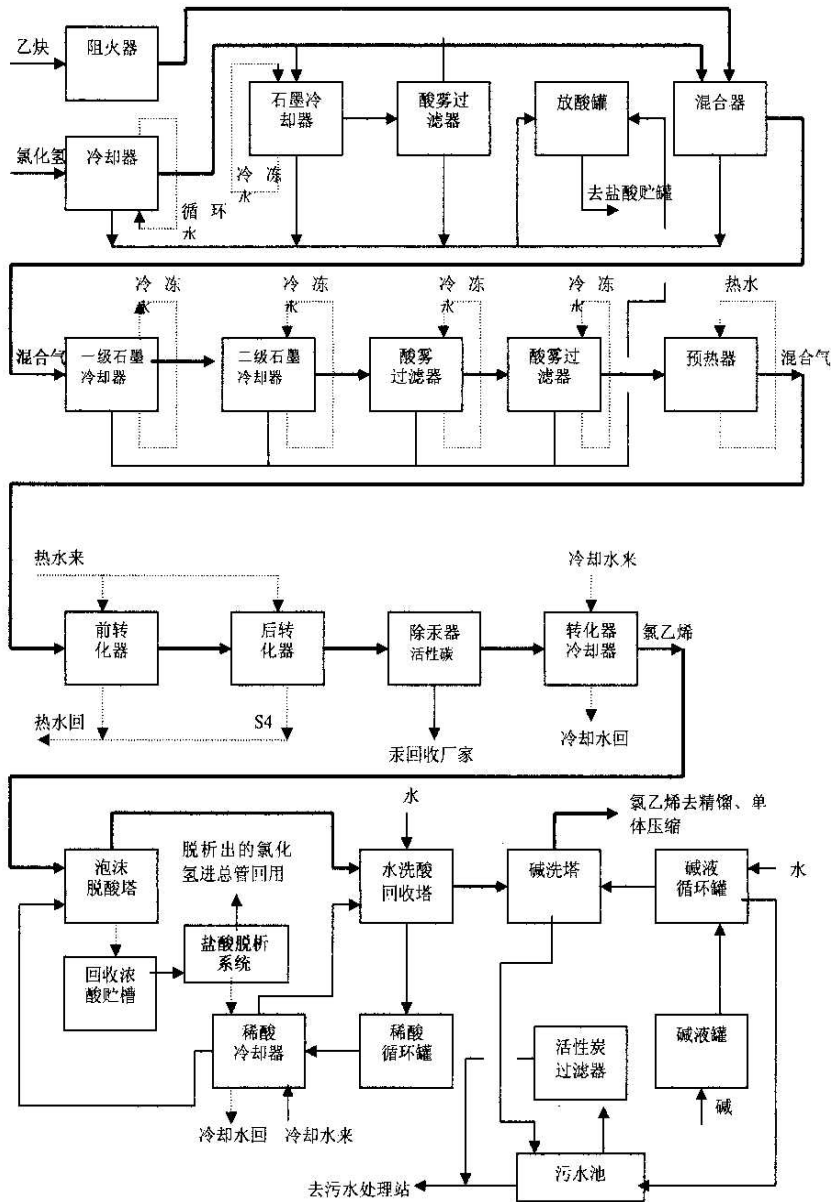 乙炔
阻火器
石墨冷
却器
酸雾过
滤器
放酸罐
混合器
氯化氢
冷却器
冷 冻
水
循 环
水
去盐酸贮罐
冷 冻
水
冷 冻
水
冷 冻
水
冷 冻
水
热水
混合气
一级石墨
冷却器
二级石墨
冷却器
酸雾
过滤器
酸雾过
滤器
预热器
混合气
热水来
冷却水来
前转
化器
后转
化器
除汞器
活性碳
转化器
冷却器
氯乙烯
热水回
S4
汞回收厂家
冷却水回
水
氯乙烯去精馏、单
体压缩
脱析出的氯化
氢进总管回用
泡沫
脱酸塔
水洗酸
回收塔
碱洗塔
碱液
循环罐
水
盐酸脱析
系统
回收浓
酸贮槽
稀酸
冷却器
稀酸
循环罐
活性炭
过滤器
碱液罐
碱
冷却水回
冷却水来
污水池
去污水处理站